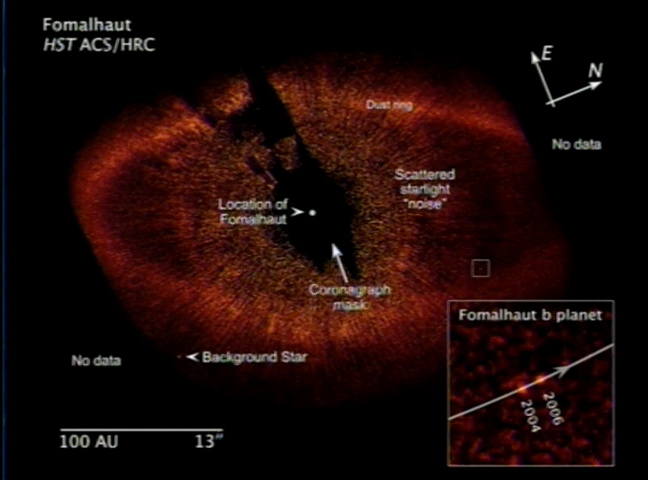 Fomalhaut
HST ACS/HRC
E
N
Dust ring
No data
Scattered
starlight
"noise"
Location of
Fomalhaut
Coronagraph
mask
Fomalhaut b planet
No data
Background Star
2006
2004
100 AU 13"